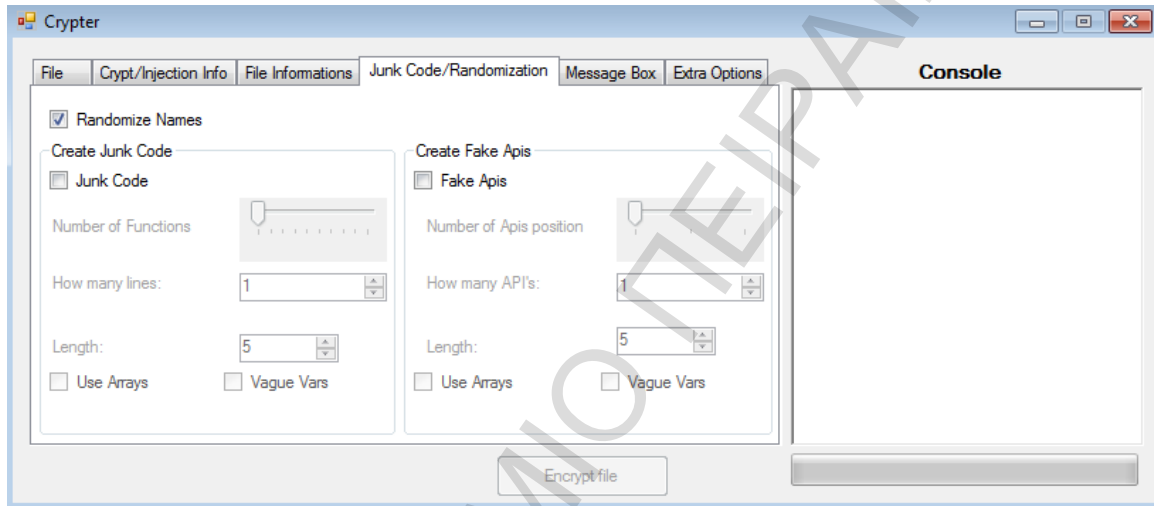 Crypter
File Crypt/Injection Info File Informations Junk Code/Randomization Message Box Extra Options
Console
Randomize Names
Create Junk Code
Junk Code
Number of Functions
How many lines: 1
Length: 5
Use Arrays Vague Vars
Create Fake Apis
Fake Apis
Number of Apis position
How many API's: 1
Length: 5
Use Arrays Vague Vars
Encrypt file
ΜΙΟ ΠΕΙΡΑΙ